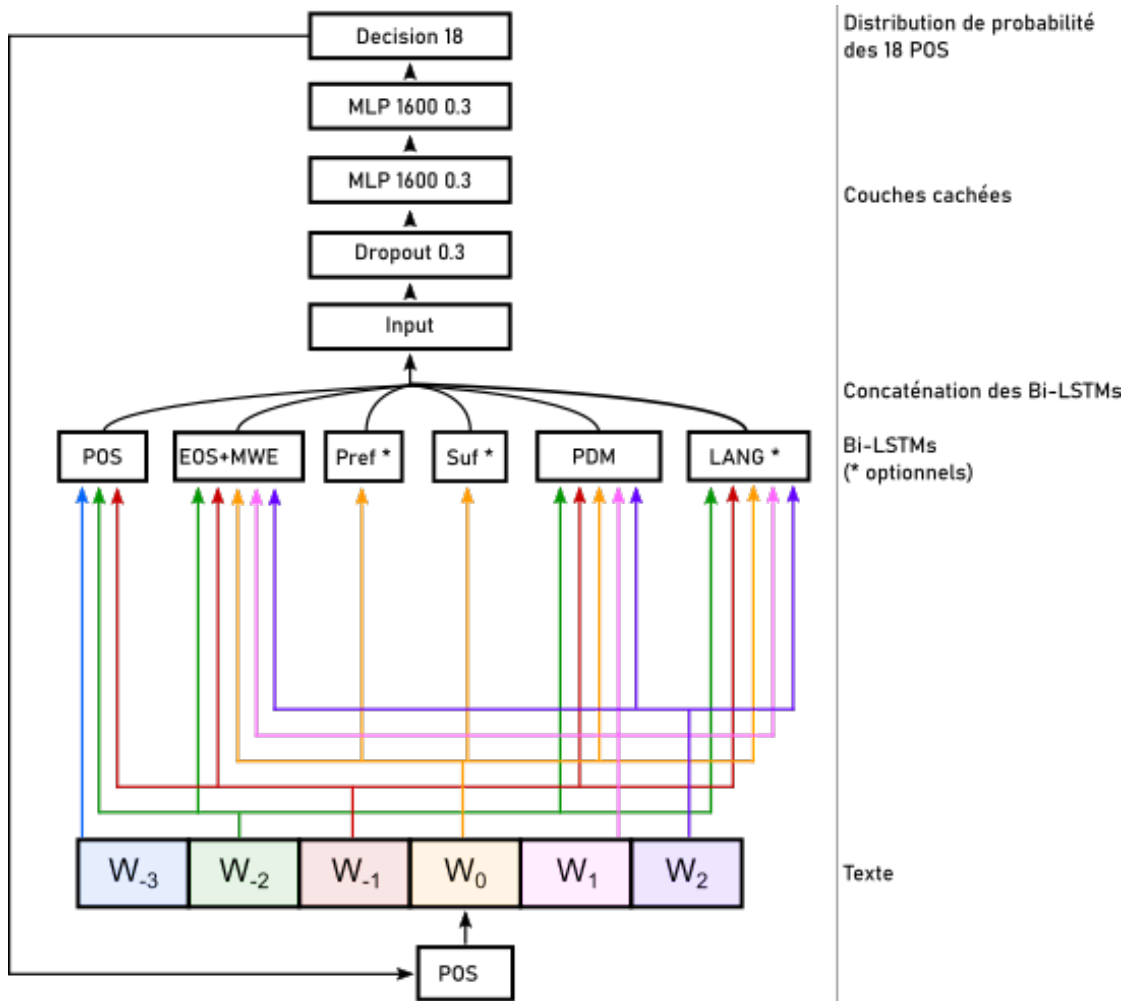 Decision 18
Distribution de probabilité
des 18 POS
MLP 1600 0.3
MLP 1600 0.3
Couches cachées
Dropout 0.3
Input
Concaténation des Bi-LSTMs
POS
EOS+MWE
Pref *
Suf *
PDM
LANG *
Bi-LSTMs
(* optionnels)
W-3
W-2
W-1
W0
W1
W2
Texte
POS